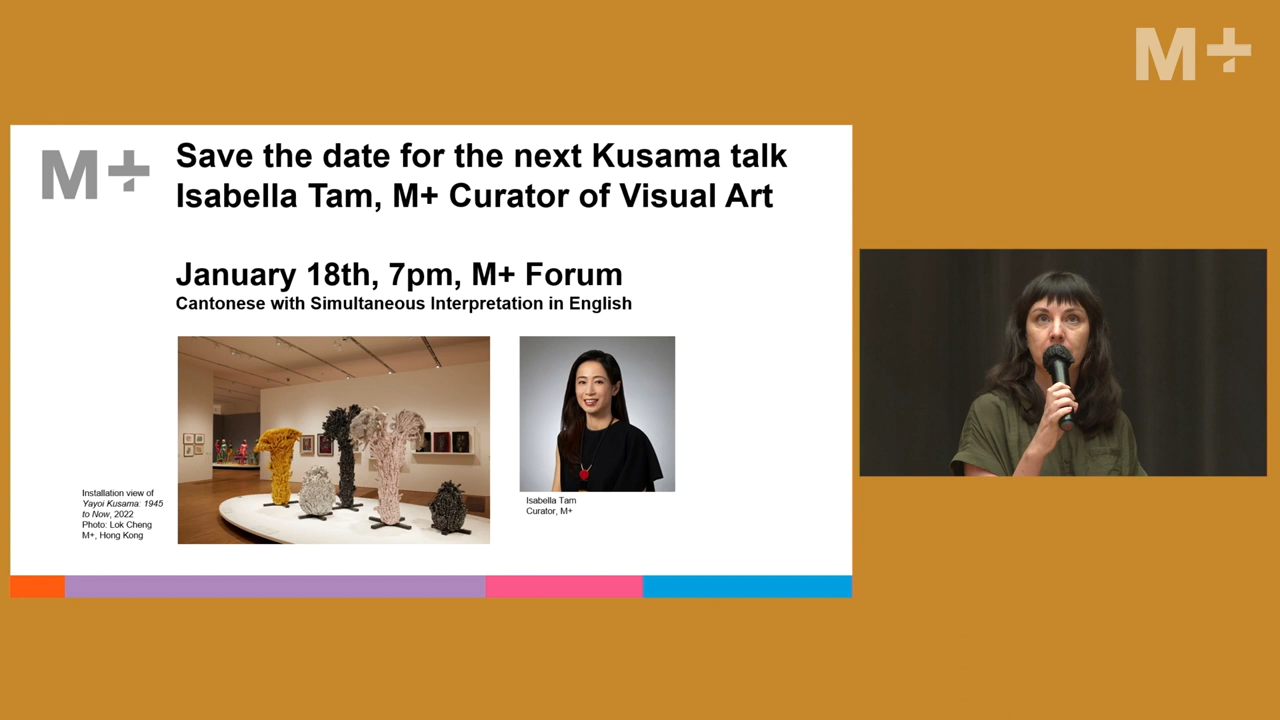 M+
M+
Save the date for the next Kusama talk
Isabella Tam, M+ Curator of Visual Art
January 18th, 7pm, M+ Forum
Cantonese with Simultaneous Interpretation in English
Installation view of
Yayoi Kusama: 1945
to Now, 2022
Photo: Lok Cheng
M+, Hong Kong
Isabella Tam
Curator, M+